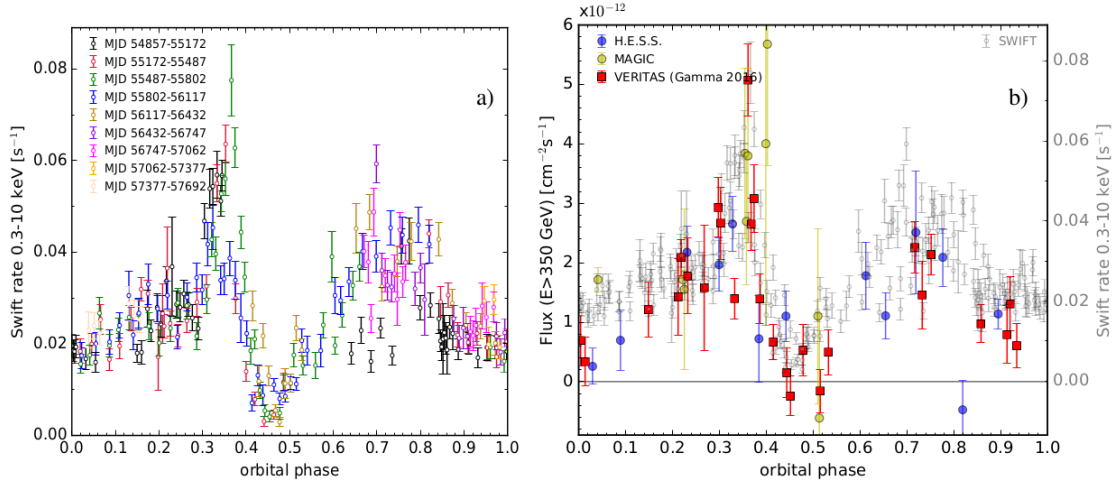 a)
MJD 54857-55172
MJD 55172-55487
MJD 55487-55802
MJD 55802-56117
MJD 56117-56432
MJD 56432-56747
MJD 56747-57062
MJD 57062-57377
MJD 57377-57692
Swift rate 0.3-10 keV [s⁻¹]
0.08
0.06
0.04
0.02
0.00
0.0 0.1 0.2 0.3 0.4 0.5 0.6 0.7 0.8 0.9 1.0
orbital phase
×10⁻¹²
b)
H.E.S.S.
MAGIC
VERITAS (Gamma 2016)
SWIFT
Flux (E>350 GeV) [cm⁻²s⁻¹]
6
5
4
3
2
1
0
0.0 0.1 0.2 0.3 0.4 0.5 0.6 0.7 0.8 0.9 1.0
orbital phase
0.08
0.06
0.04
0.02
0.00
Swift rate 0.3-10 keV [s⁻¹]